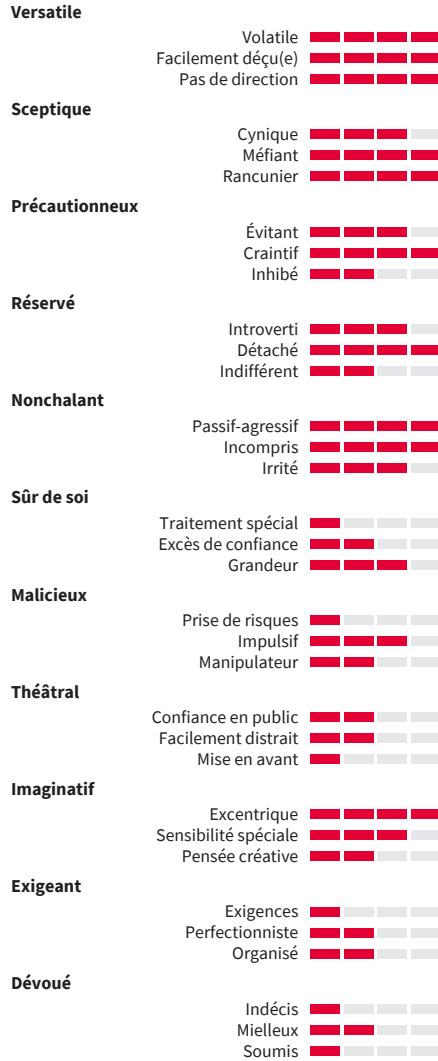 Versatile
Volatile
Facilement déçu(e)
Pas de direction
Sceptique
Cynique
Méfiant
Rancunier
Précautionneux
Évitant
Craintif
Inhibé
Réservé
Introverti
Détaché
Indifférent
Nonchalant
Passif-agressif
Incompris
Irrité
Sûr de soi
Traitement spécial
Excès de confiance
Grandeur
Malicieux
Prise de risques
Impulsif
Manipulateur
Théâtral
Confiance en public
Facilement distrait
Mise en avant
Imaginatif
Excentrique
Sensibilité spéciale
Pensée créative
Exigeant
Exigences
Perfectionniste
Organisé
Dévoué
Indécis
Mielleux
Soumis